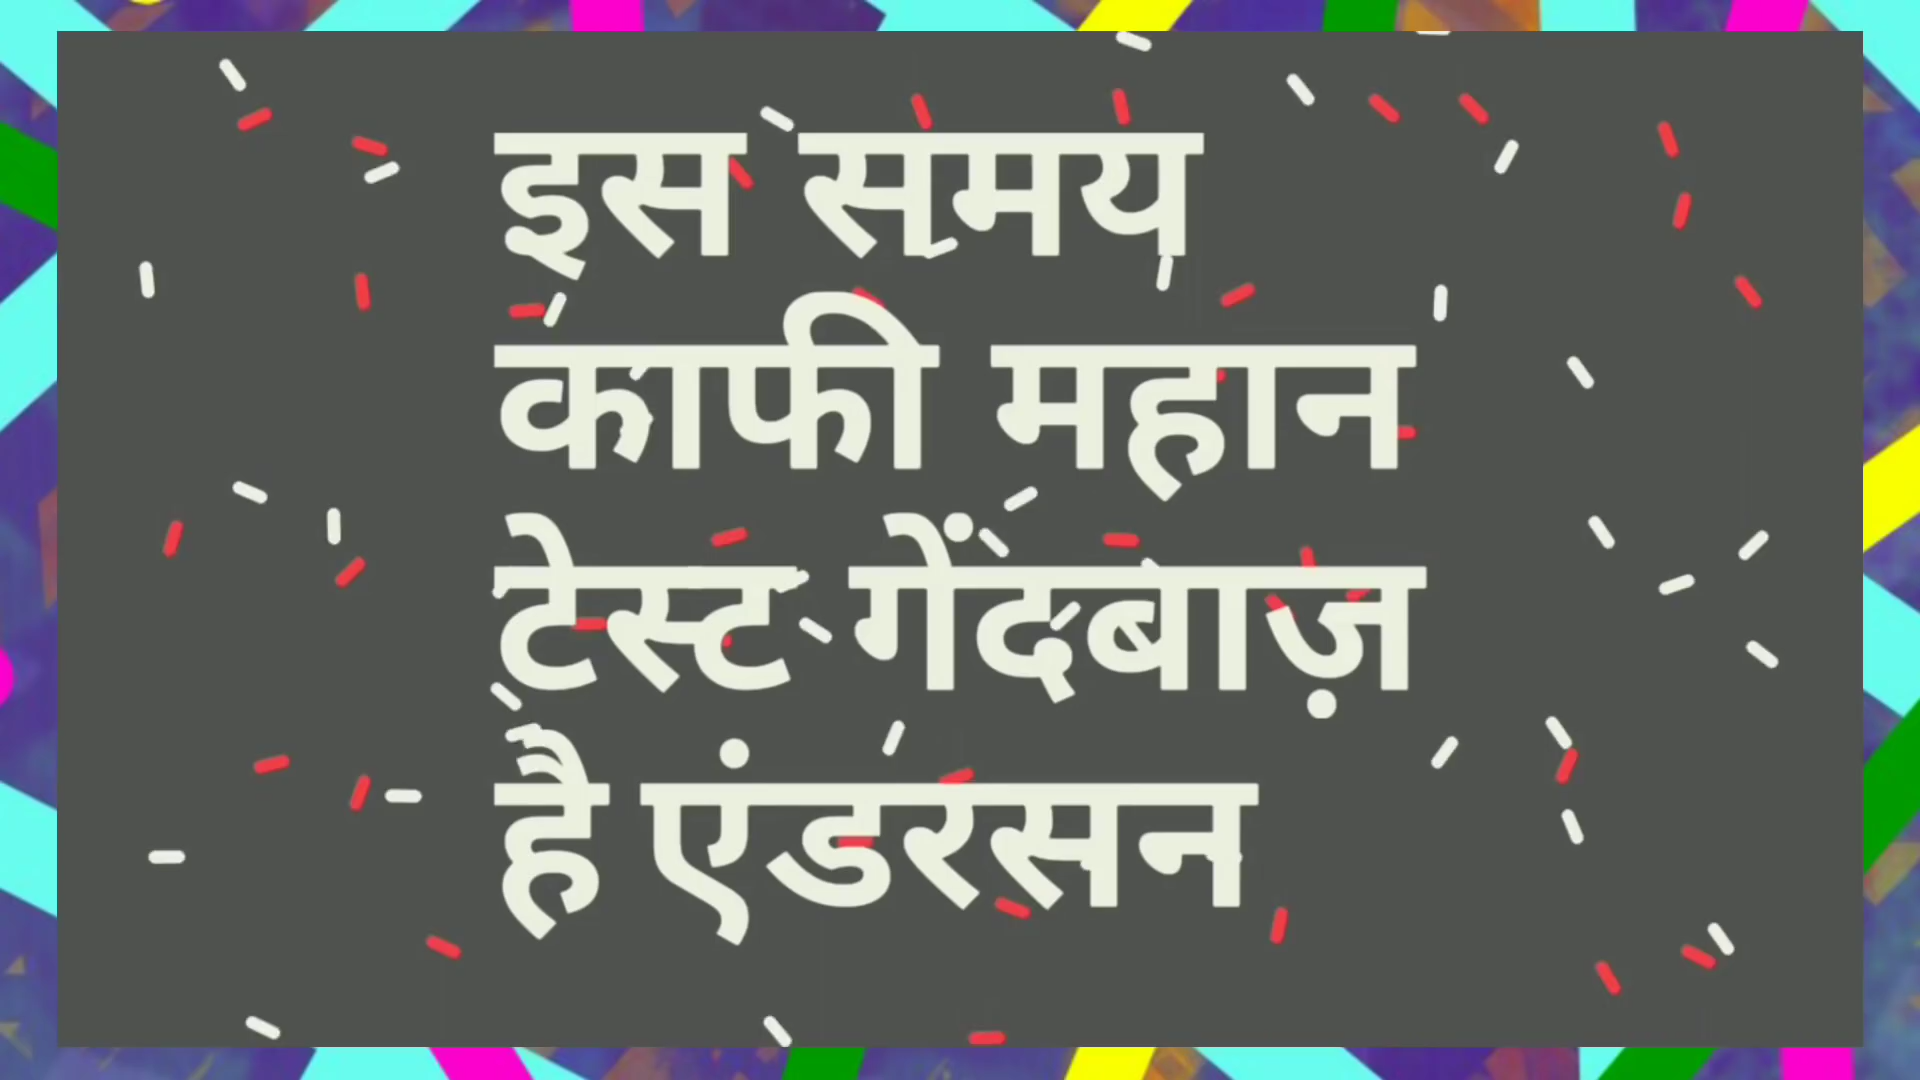 इस समय
काफी महान
टेस्ट गेंदबाज़
है एंडरसन